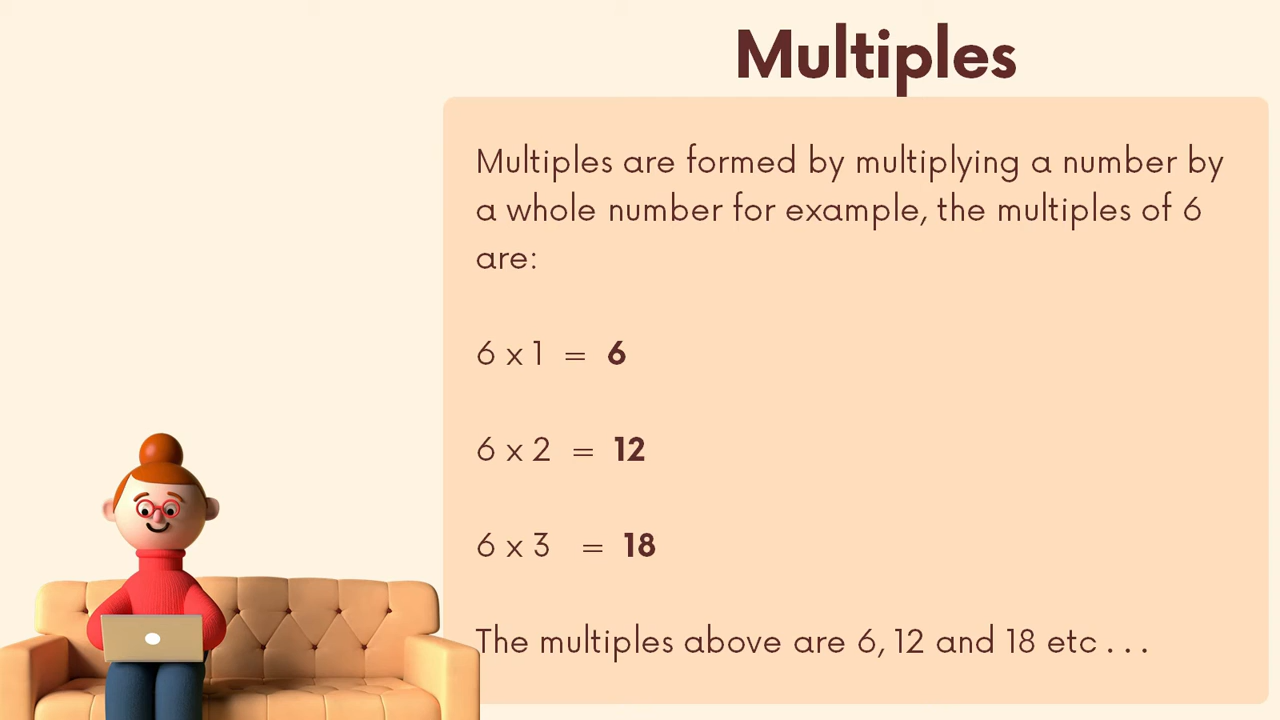 Multiples
Multiples are formed by multiplying a number by
a whole number for example, the multiples of 6
are:
6 x 1 = 6
6 x 2 = 12
6 x 3 = 18
The multiples above are 6, 12 and 18 etc . . .